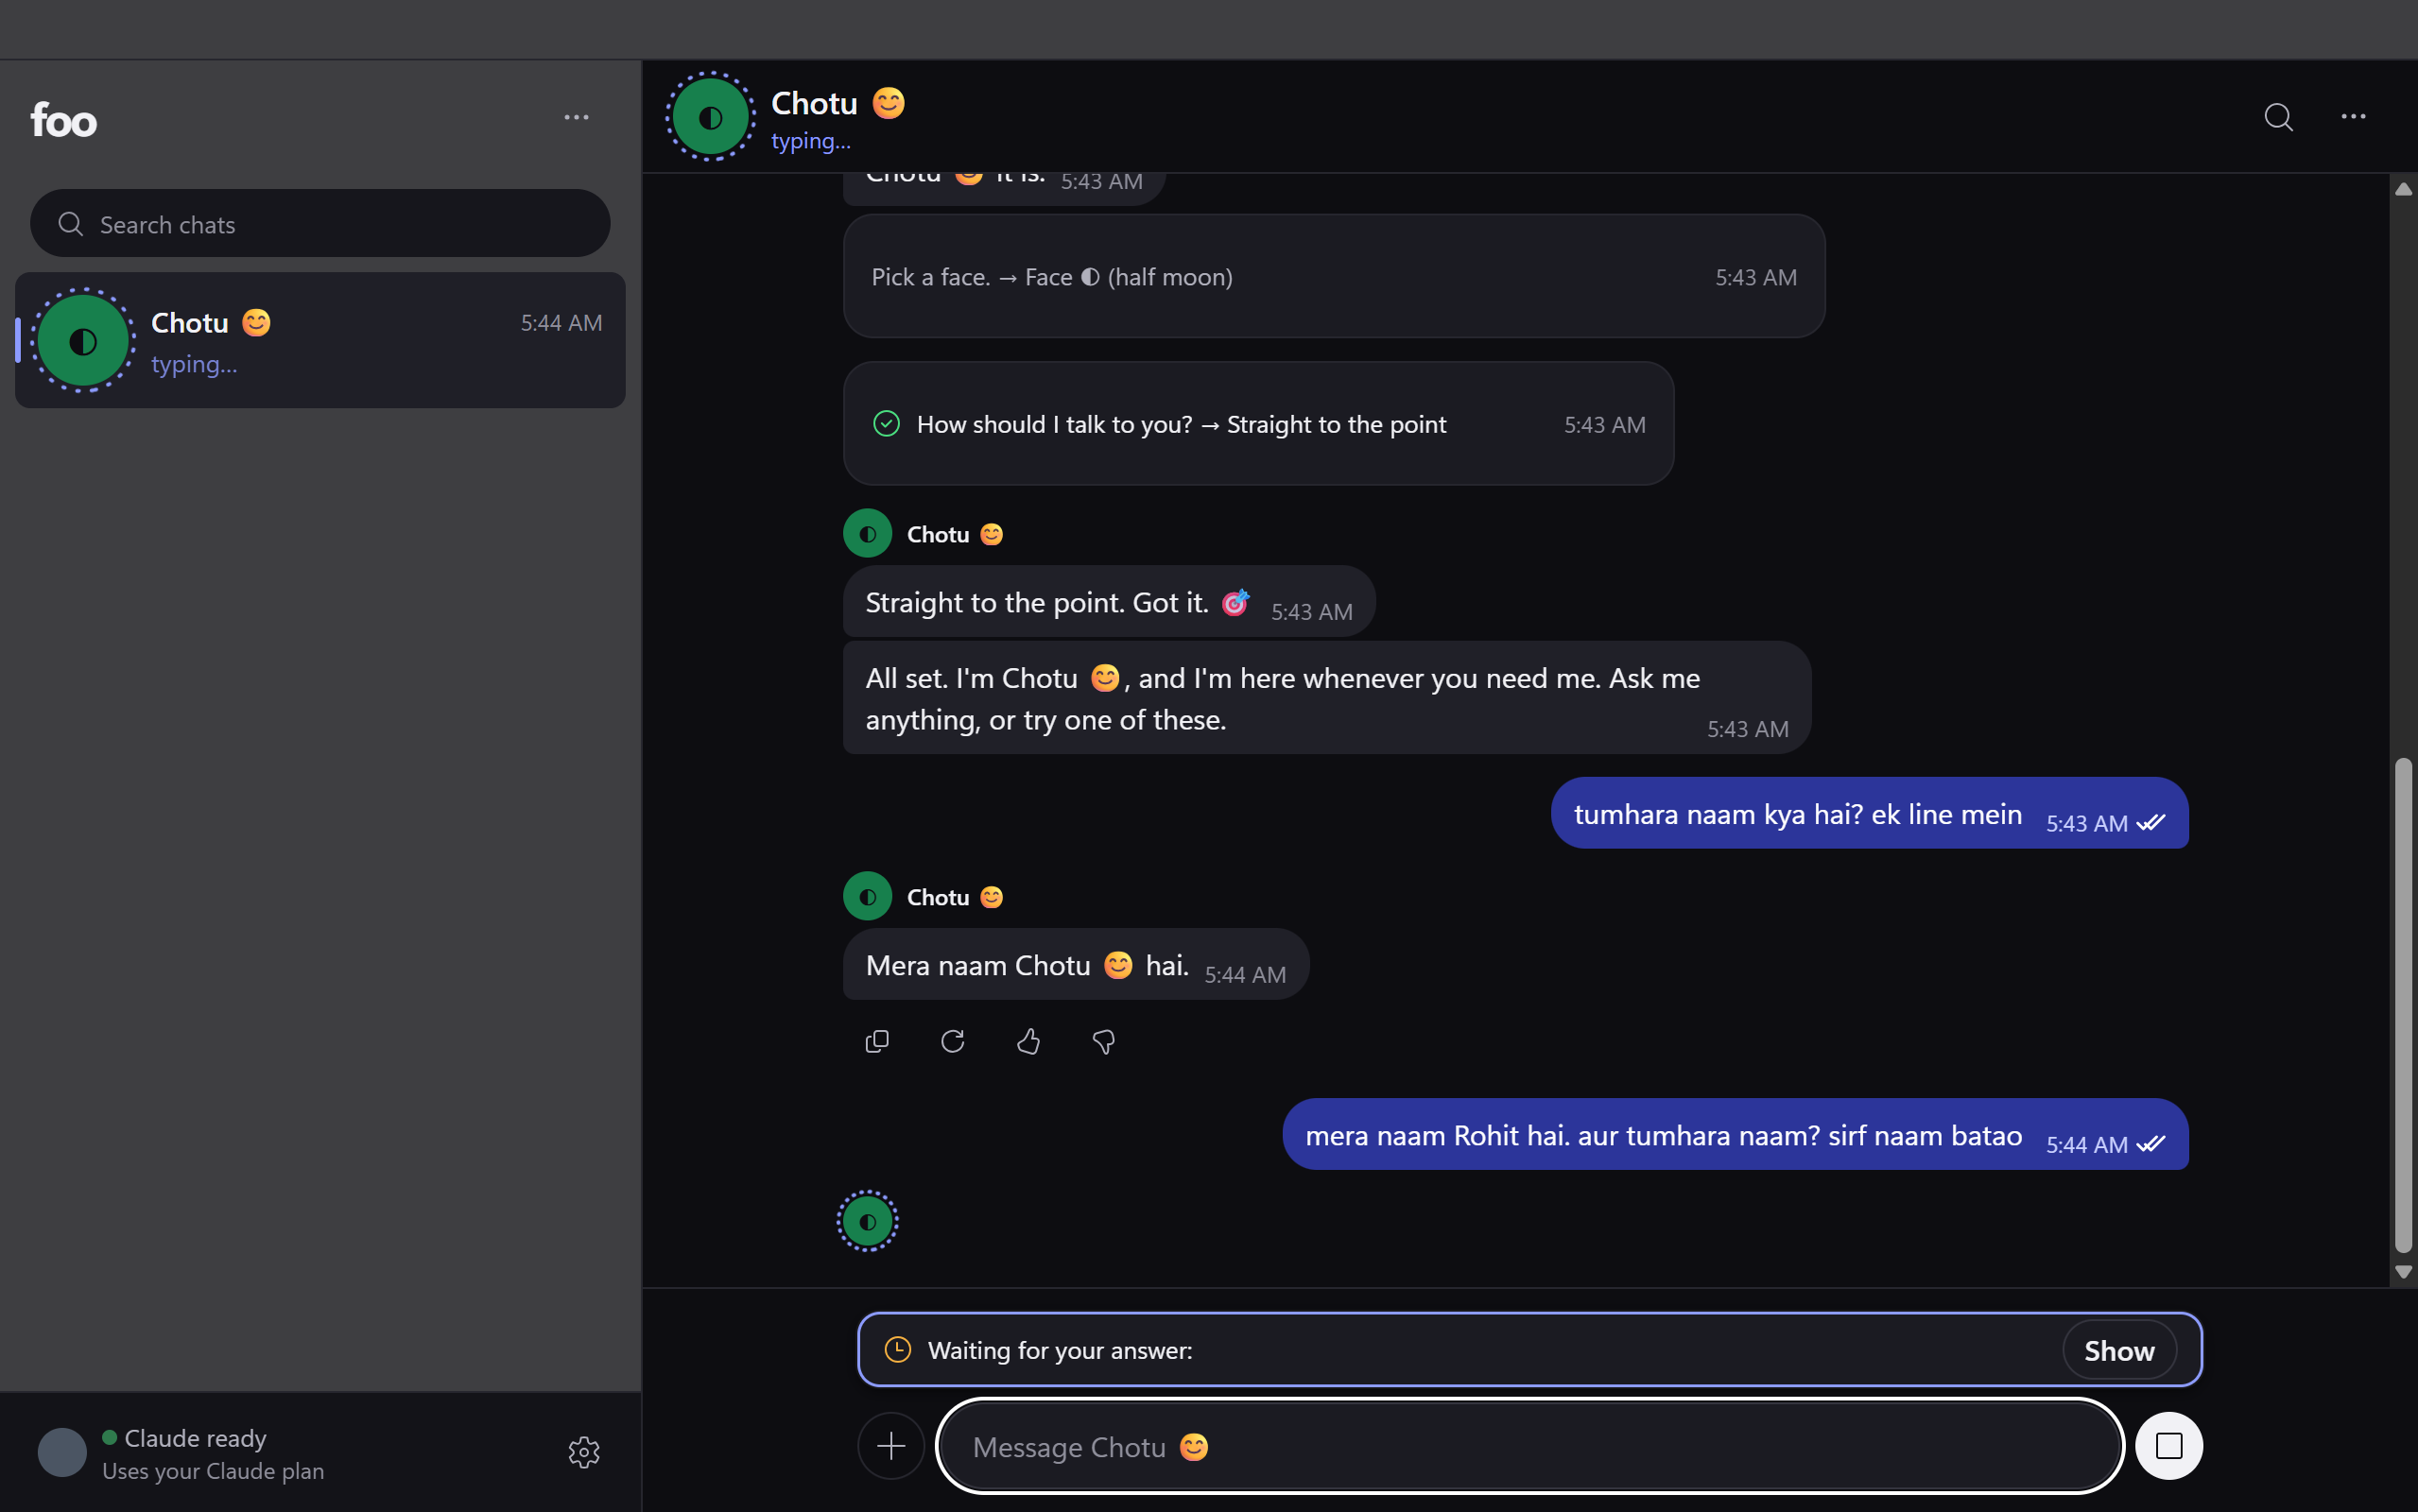 foo
Search chats
Chotu 😊
5:44 AM
typing...
Claude ready
Uses your Claude plan
Chotu 😊
typing...
Chotu 😊 it is. 5:43 AM
Pick a face. → Face ◐ (half moon) 5:43 AM
How should I talk to you? → Straight to the point 5:43 AM
Chotu 😊
Straight to the point. Got it. 🎯 5:43 AM
All set. I'm Chotu 😊, and I'm here whenever you need me. Ask me
anything, or try one of these. 5:43 AM
tumhara naam kya hai? ek line mein 5:43 AM
Chotu 😊
Mera naam Chotu 😊 hai. 5:44 AM
mera naam Rohit hai. aur tumhara naam? sirf naam batao 5:44 AM
Waiting for your answer:
Show
Message Chotu 😊